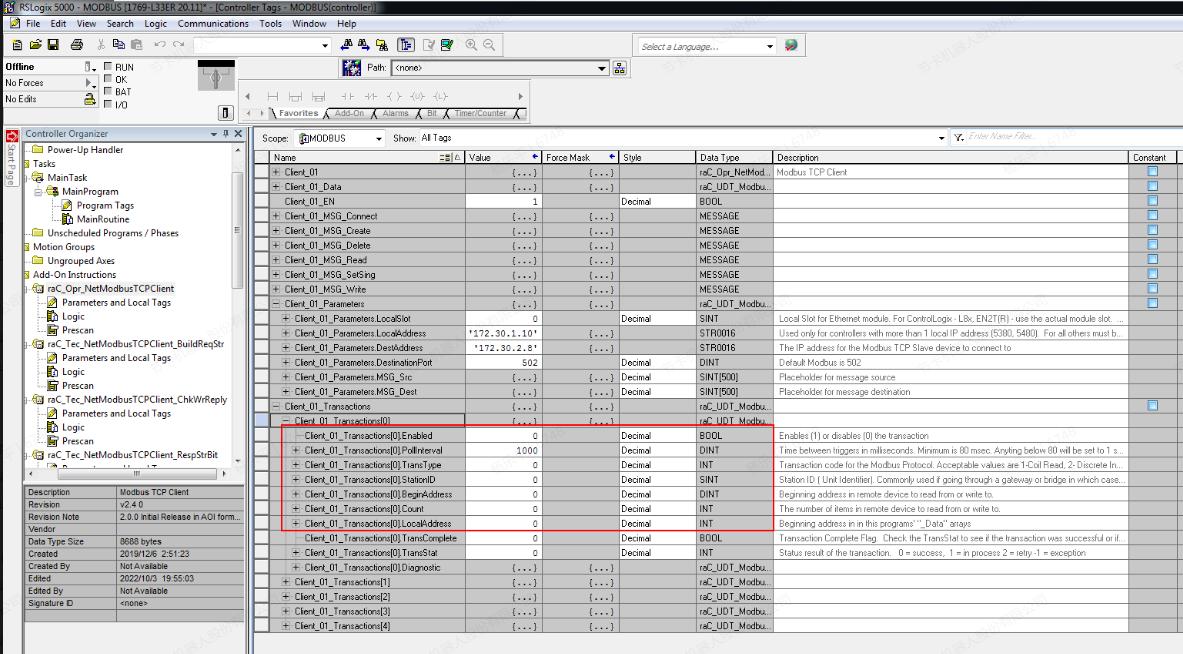 RSLogix 5000 - MODBUS [1769-L33ER 20.11]* - [Controller Tags - MODBUS(controller)]
File Edit View Search Logic Communications Tools Window Help
Select a Language...
Offline RUN
No Forces OK
No Edits BAT
I/O
Path: <none>
Favorites Add-On Alarms Bit Timer/Counter
Start Page
Controller Organizer
Power-Up Handler
Tasks
MainTask
MainProgram
Program Tags
MainRoutine
Unscheduled Programs / Phases
Motion Groups
Ungrouped Axes
Add-On Instructions
raC_Opr_NetModbusTCPClient
Parameters and Local Tags
Logic
Prescan
raC_Tec_NetModbusTCPClient_BuildReqStr
Parameters and Local Tags
Logic
Prescan
raC_Tec_NetModbusTCPClient_ChkWrReply
Parameters and Local Tags
Logic
Prescan
raC_Tec_NetModbusTCPClient_RespStrBit
Description Modbus TCP Client
Revision v2.4 0
Revision Note 2.0.0 Initial Release in AOI form...
Vendor
Data Type Size 8688 bytes
Created 2019/12/6 2:51:23
Created By Not Available
Edited 2022/10/3 19:55:03
Edited By Not Available
Signature ID <none>
Scope: MODBUS Show: All Tags Enter Name Filter...
Name Value Force Mask Style Data Type Description Constant
Client_01 {...} {...} raC_Opr_NetMod... Modbus TCP Client
Client_01_Data {...} {...} raC_UDT_Modbu...
Client_01_EN 1 Decimal BOOL
Client_01_MSG_Connect {...} {...} MESSAGE
Client_01_MSG_Create {...} {...} MESSAGE
Client_01_MSG_Delete {...} {...} MESSAGE
Client_01_MSG_Read {...} {...} MESSAGE
Client_01_MSG_SetSing {...} {...} MESSAGE
Client_01_MSG_Write {...} {...} MESSAGE
Client_01_Parameters {...} {...} raC_UDT_Modbu...
Client_01_Parameters.LocalSlot 0 Decimal SINT Local Slot for Ethernet module. For ControlLogix - L8x, EN2T(R) - use the actual module slot.
Client_01_Parameters.LocalAddress '172.30.1.10' {...} STR0016 Used only for controllers with more than 1 local IP address (5380, 5480). For all others must b...
Client_01_Parameters.DestAddress '172.30.2.8' {...} STR0016 The IP address for the Modbus TCP Slave device to connect to
Client_01_Parameters.DestinationPort 502 Decimal DINT Default Modbus is 502
Client_01_Parameters.MSG_Src {...} {...} Decimal SINT[500] Placeholder for message source
Client_01_Parameters.MSG_Dest {...} {...} Decimal SINT[500] Placeholder for message destination
Client_01_Transactions {...} {...} raC_UDT_Modbu...
Client_01_Transactions[0] {...} {...} raC_UDT_Modbu...
Client_01_Transactions[0].Enabled 0 Decimal BOOL Enables (1) or disables (0) the transaction
Client_01_Transactions[0].PollInterval 1000 Decimal DINT Time between triggers in milliseconds. Minimum is 80 msec. Anything below 80 will be set to 1 s...
Client_01_Transactions[0].TransType 0 Decimal INT Transaction code for the Modbus Protocol. Acceptable values are 1-Coil Read, 2- Discrete In...
Client_01_Transactions[0].StationID 0 Decimal SINT Station ID ( Unit Identifier). Commonly used if going through a gateway or bridge in which case...
Client_01_Transactions[0].BeginAddress 0 Decimal DINT Beginning address in remote device to read from or write to.
Client_01_Transactions[0].Count 0 Decimal INT The number of items in remote device to read from or write to.
Client_01_Transactions[0].LocalAddress 0 Decimal INT Beginning address in in this programs' "_Data" arrays
Client_01_Transactions[0].TransComplete 0 Decimal BOOL Transaction Complete Flag. Check the TransStat to see if the transaction was successful or if...
Client_01_Transactions[0].TransStat 0 Decimal INT Status result of the transaction. 0 = success, 1 = in process 2 = retry -1 = exception
Client_01_Transactions[0].Diagnostic {...} {...} raC_UDT_Modbu...
Client_01_Transactions[1] {...} {...} raC_UDT_Modbu...
Client_01_Transactions[2] {...} {...} raC_UDT_Modbu...
Client_01_Transactions[3] {...} {...} raC_UDT_Modbu...
Client_01_Transactions[4] {...} {...} raC_UDT_Modbu...